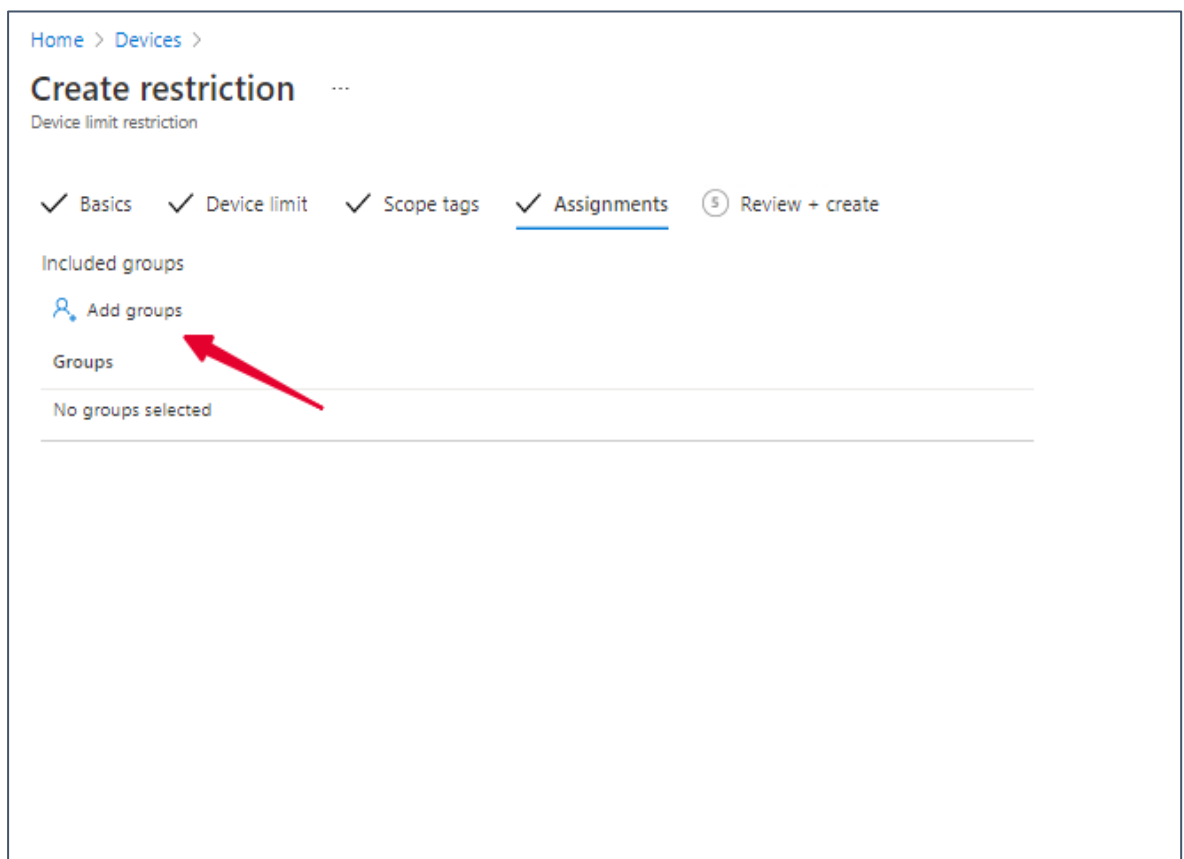 Home > Devices >
Create restriction ...
Device limit restriction
Basics Device limit Scope tags Assignments 5 Review + create
Included groups
Add groups
Groups
No groups selected